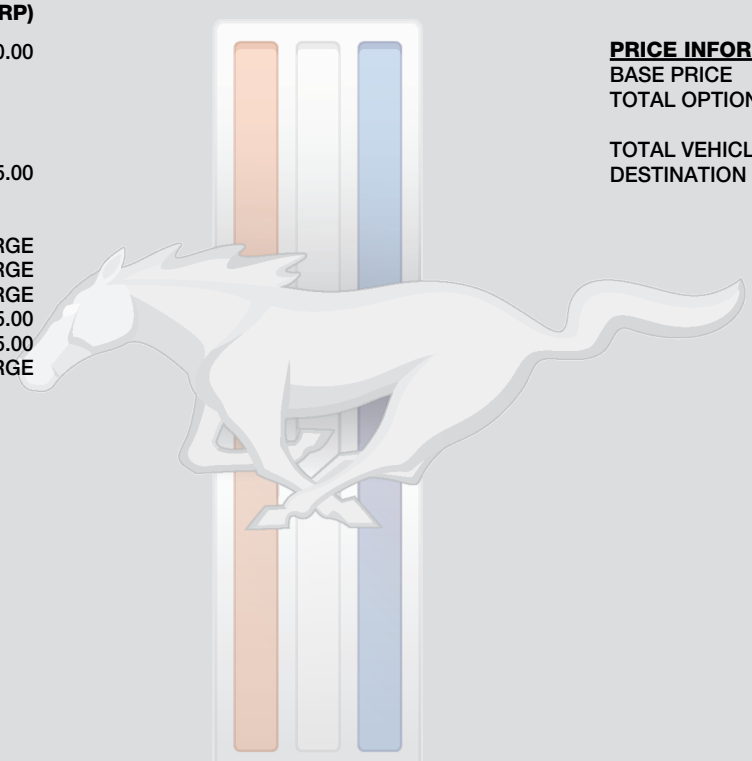 RP)
0.00
5.00
RGE
RGE
RGE
5.00
5.00
RGE
PRICE INFOR
BASE PRICE
TOTAL OPTION
TOTAL VEHICL
DESTINATION